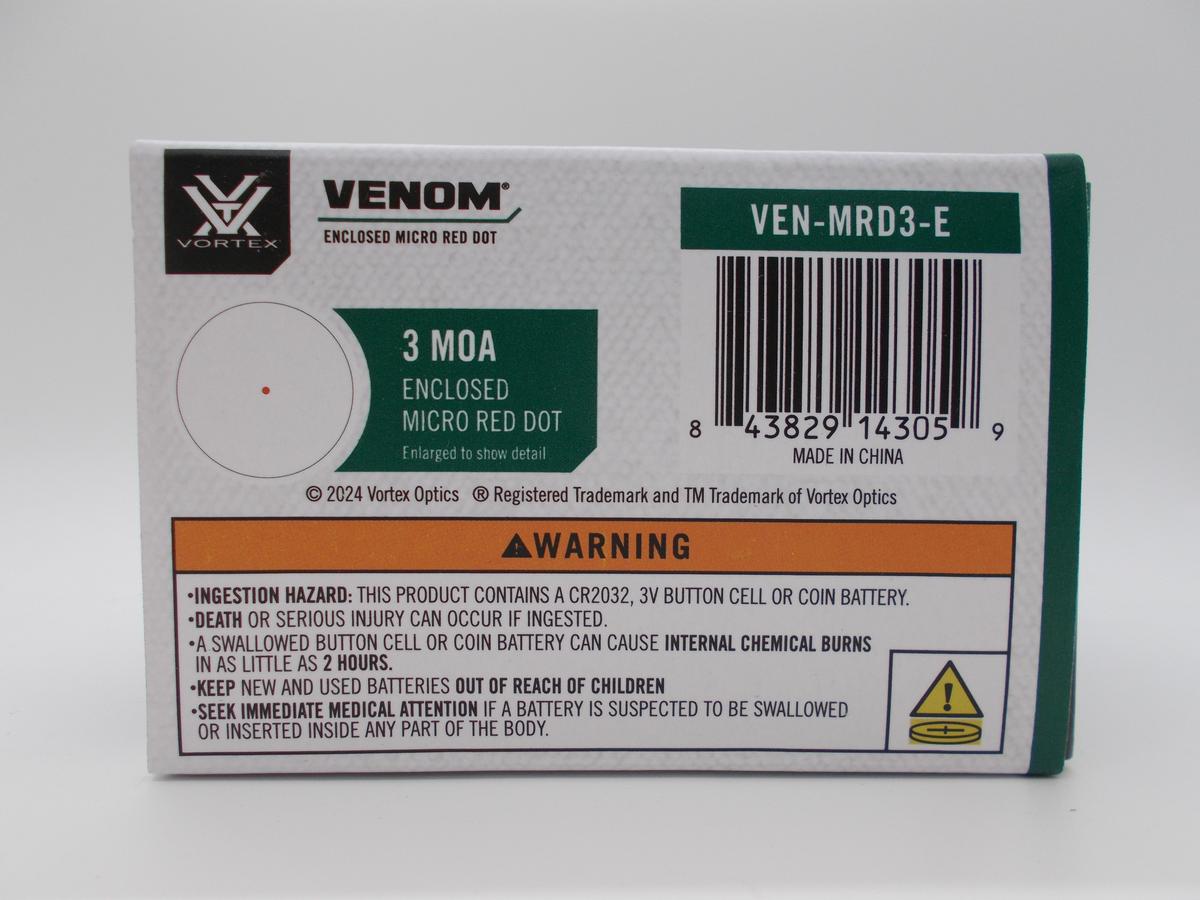 VORTEX
VENOM®
ENCLOSED MICRO RED DOT
VEN-MRD3-E
8 43829 14305 9
MADE IN CHINA
3 MOA
ENCLOSED
MICRO RED DOT
Enlarged to show detail
© 2024 Vortex Optics ® Registered Trademark and TM Trademark of Vortex Optics
WARNING
•INGESTION HAZARD: THIS PRODUCT CONTAINS A CR2032, 3V BUTTON CELL OR COIN BATTERY.
•DEATH OR SERIOUS INJURY CAN OCCUR IF INGESTED.
•A SWALLOWED BUTTON CELL OR COIN BATTERY CAN CAUSE INTERNAL CHEMICAL BURNS
IN AS LITTLE AS 2 HOURS.
•KEEP NEW AND USED BATTERIES OUT OF REACH OF CHILDREN
•SEEK IMMEDIATE MEDICAL ATTENTION IF A BATTERY IS SUSPECTED TO BE SWALLOWED
OR INSERTED INSIDE ANY PART OF THE BODY.